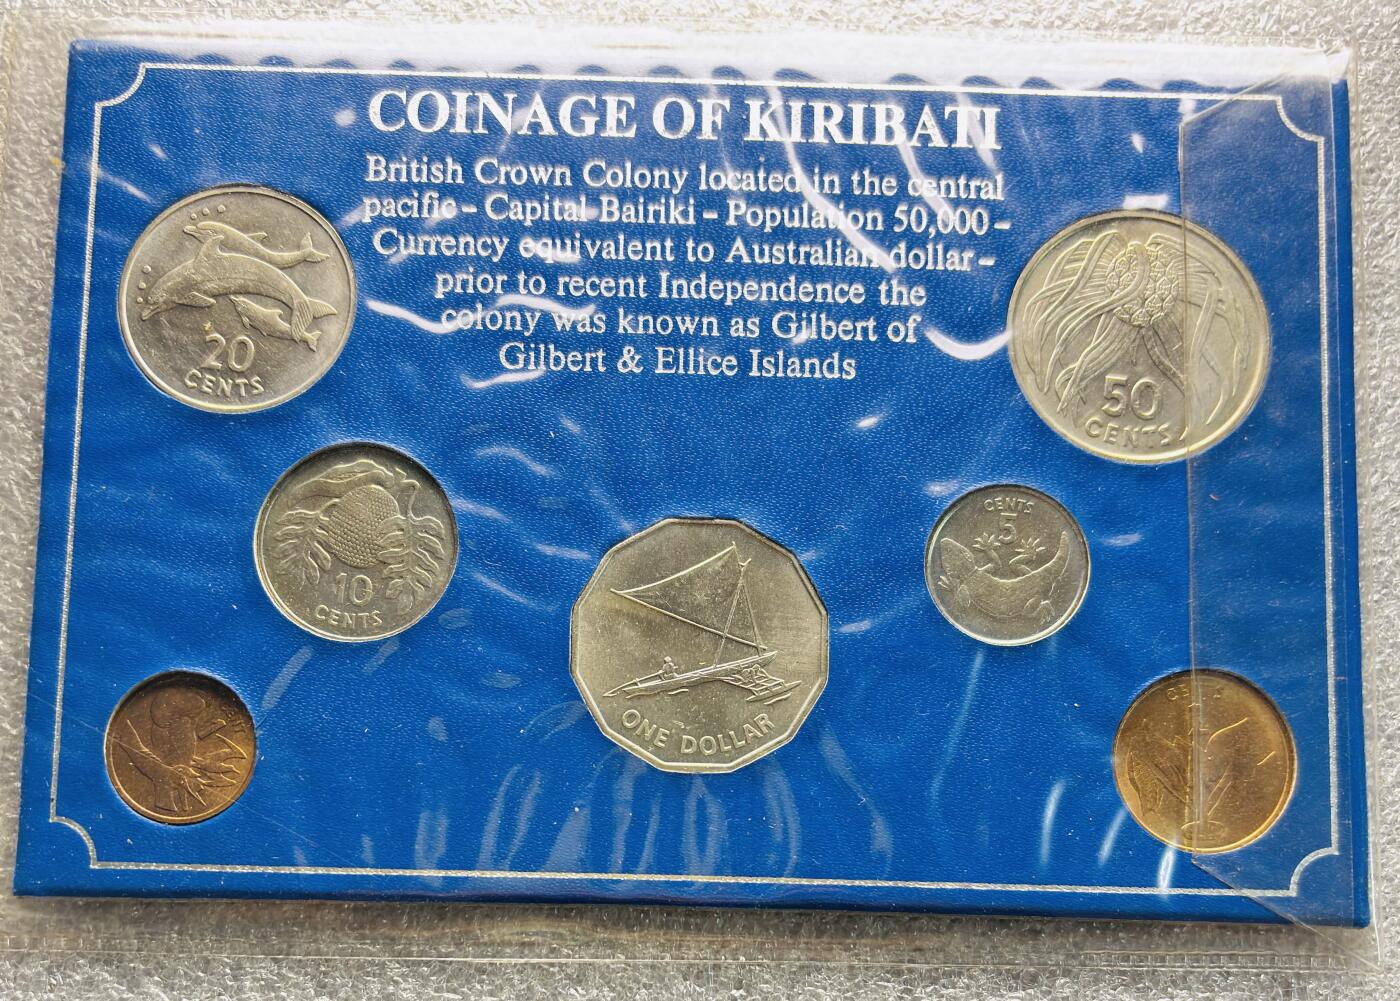 COINAGE OF KIRIBATI
British Crown Colony located in the central
pacific - Capital Bairiki - Population 50,000 -
Currency equivalent to Australian dollar -
prior to recent Independence the
colony was known as Gilbert of
Gilbert & Ellice Islands
20
CENTS
50
CENTS
10
CENTS
CENTS
5
ONE DOLLAR